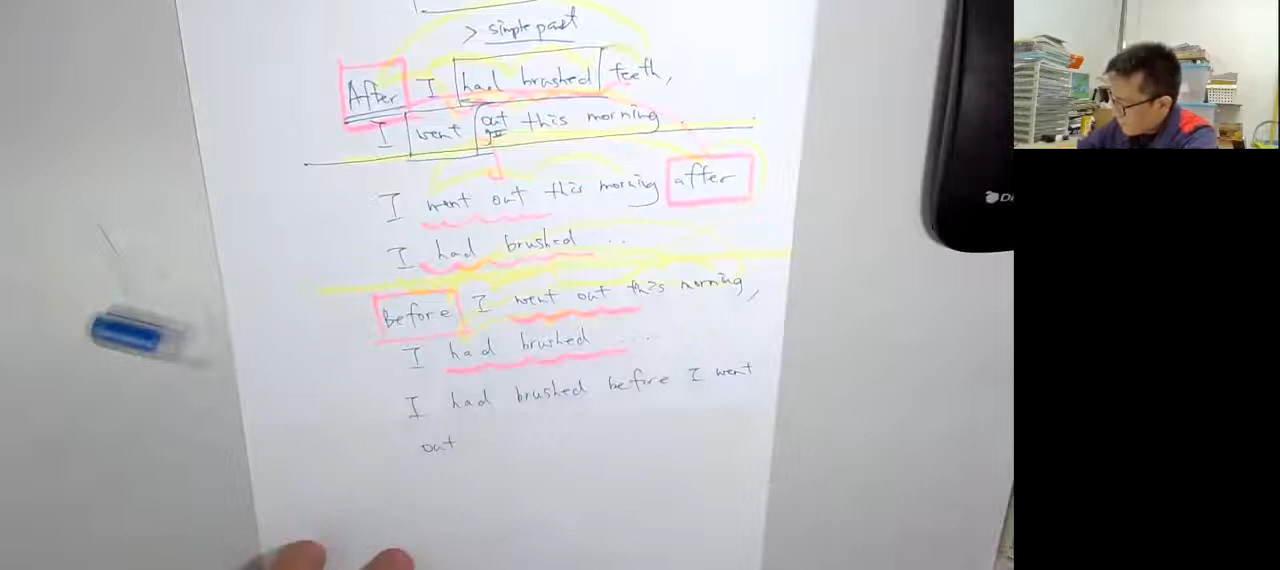 > simple past
After I had brushed teeth,
I went out this morning
I went out this morning after
I had brushed ..
Before I went out this morning,
I had brushed ....
I had brushed before I went
out